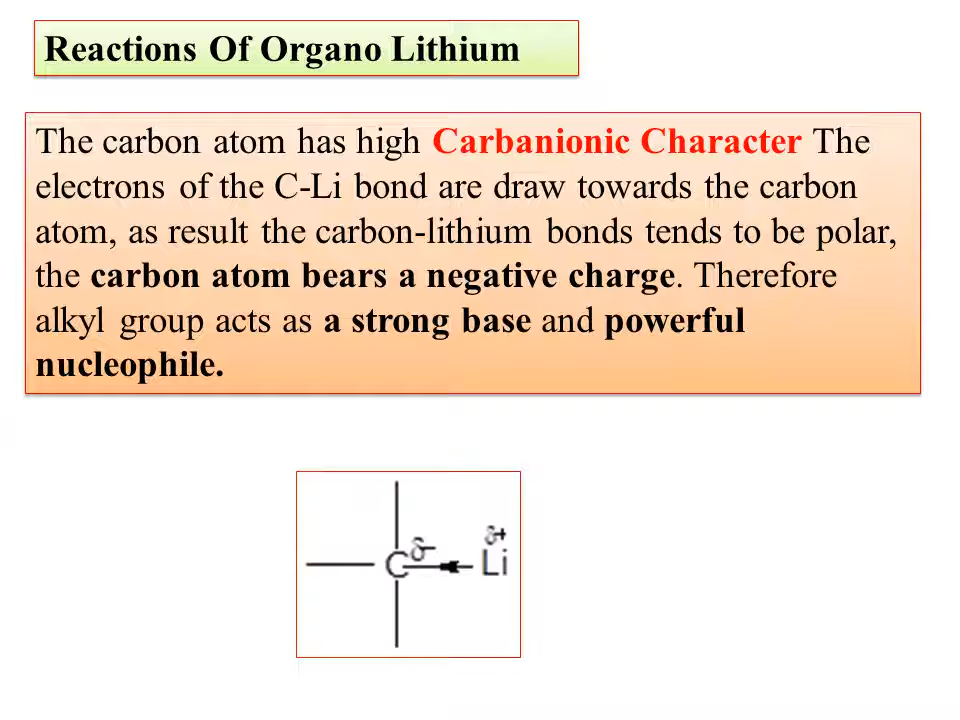 Reactions Of Organo Lithium
The carbon atom has high Carbanionic Character The
electrons of the C-Li bond are draw towards the carbon
atom, as result the carbon-lithium bonds tends to be polar,
the carbon atom bears a negative charge. Therefore
alkyl group acts as a strong base and powerful
nucleophile.
δ− δ+
C Li